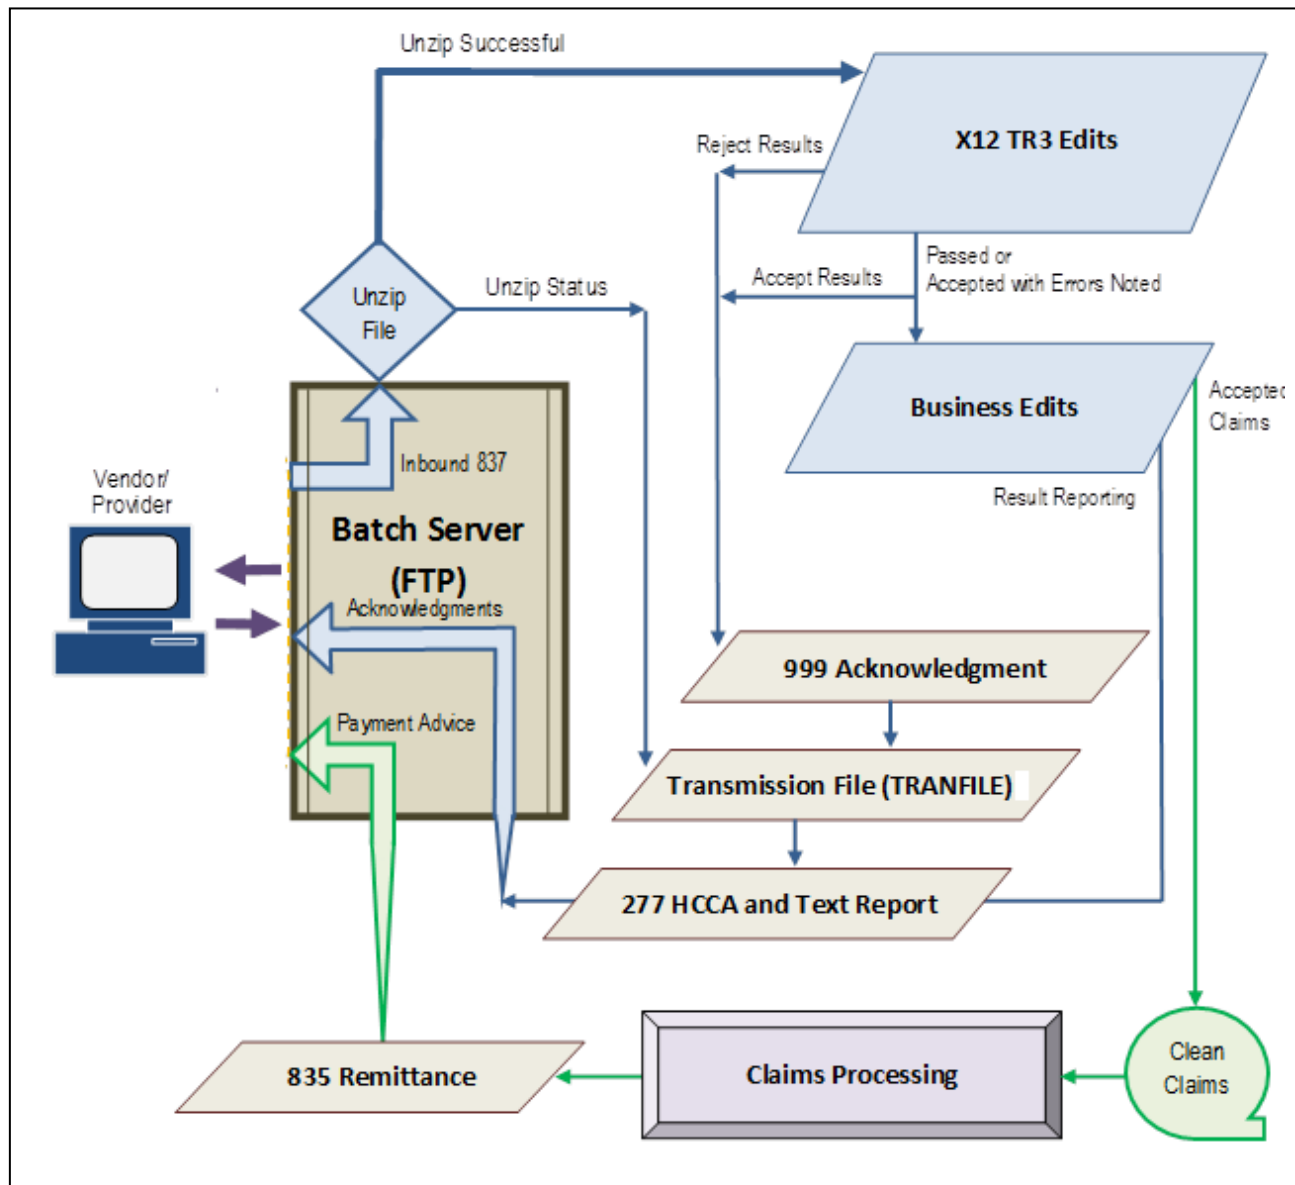 Unzip Successful
X12 TR3 Edits
Reject Results
Passed or
Accepted with Errors Noted
Accept Results
Unzip Status
Unzip
File
Business Edits
Accepted
Claims
Inbound 837
Result Reporting
Vendor/
Provider
Batch Server
(FTP)
Acknowledgments
999 Acknowledgment
Payment Advice
Transmission File (TRANFILE)
277 HCCA and Text Report
Clean
Claims
Claims Processing
835 Remittance